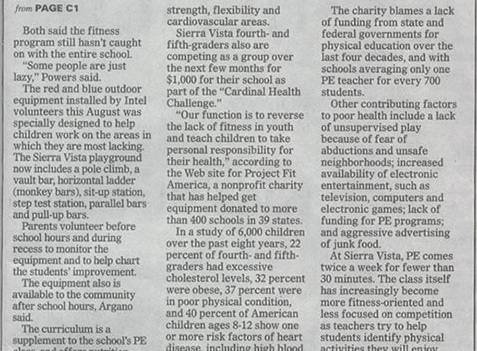 from PAGE C1
Both said the fitness
program still hasn't caught
on with the entire school.
"Some people are just
lazy," Powers said.
The red and blue outdoor
equipment installed by Intel
volunteers this August was
specially designed to help
children work on the areas in
which they are most lacking.
The Sierra Vista playground
now includes a pole climb, a
vault bar, horizontal ladder
(monkey bars), sit-up station,
step test station, parallel bars
and pull-up bars.
Parents volunteer before
school hours and during
recess to monitor the
equipment and to help chart
the students' improvement.
The equipment also is
available to the community
after school hours, Argano
said.
The curriculum is a
supplement to the school's PE
class, and affects nutrition
strength, flexibility and
cardiovascular areas.
Sierra Vista fourth- and
fifth-graders also are
competing as a group over
the next few months for
$1,000 for their school as
part of the "Cardinal Health
Challenge."
"Our function is to reverse
the lack of fitness in youth
and teach children to take
personal responsibility for
their health," according to
the Web site for Project Fit
America, a nonprofit charity
that has helped get
equipment donated to more
than 400 schools in 39 states.
In a study of 6,000 children
over the past eight years, 22
percent of fourth- and fifth-
graders had excessive
cholesterol levels, 32 percent
were obese, 37 percent were
in poor physical condition,
and 40 percent of American
children ages 8-12 show one
or more risk factors of heart
disease, including high blood
The charity blames a lack
of funding from state and
federal governments for
physical education over the
last four decades, and with
schools averaging only one
PE teacher for every 700
students.
Other contributing factors
to poor health include a lack
of unsupervised play
because of fear of
abductions and unsafe
neighborhoods; increased
availability of electronic
entertainment, such as
television, computers and
electronic games; lack of
funding for PE programs;
and aggressive advertising
of junk food.
At Sierra Vista, PE comes
twice a week for fewer than
30 minutes. The class itself
has increasingly become
more fitness-oriented and
less focused on competition
as teachers try to help
students identify physical
activities they will enjoy